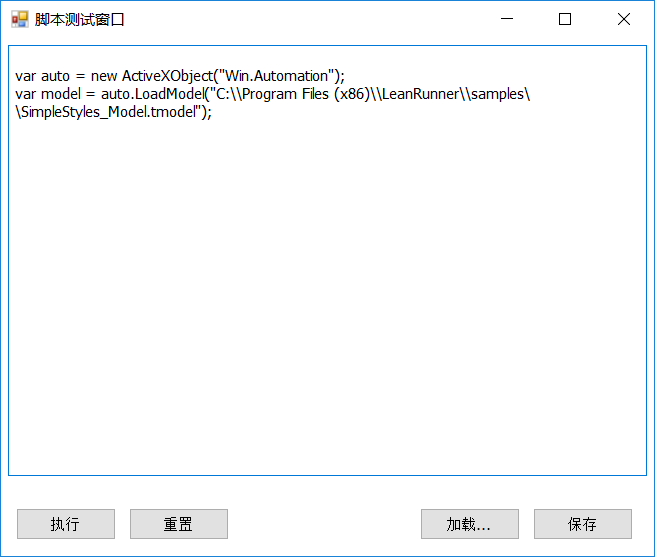 脚本测试窗口
var auto = new ActiveXObject("Win.Automation");
var model = auto.LoadModel("C:\\Program Files (x86)\\LeanRunner\\samples\
\SimpleStyles_Model.tmodel");
执行 重置 加载... 保存